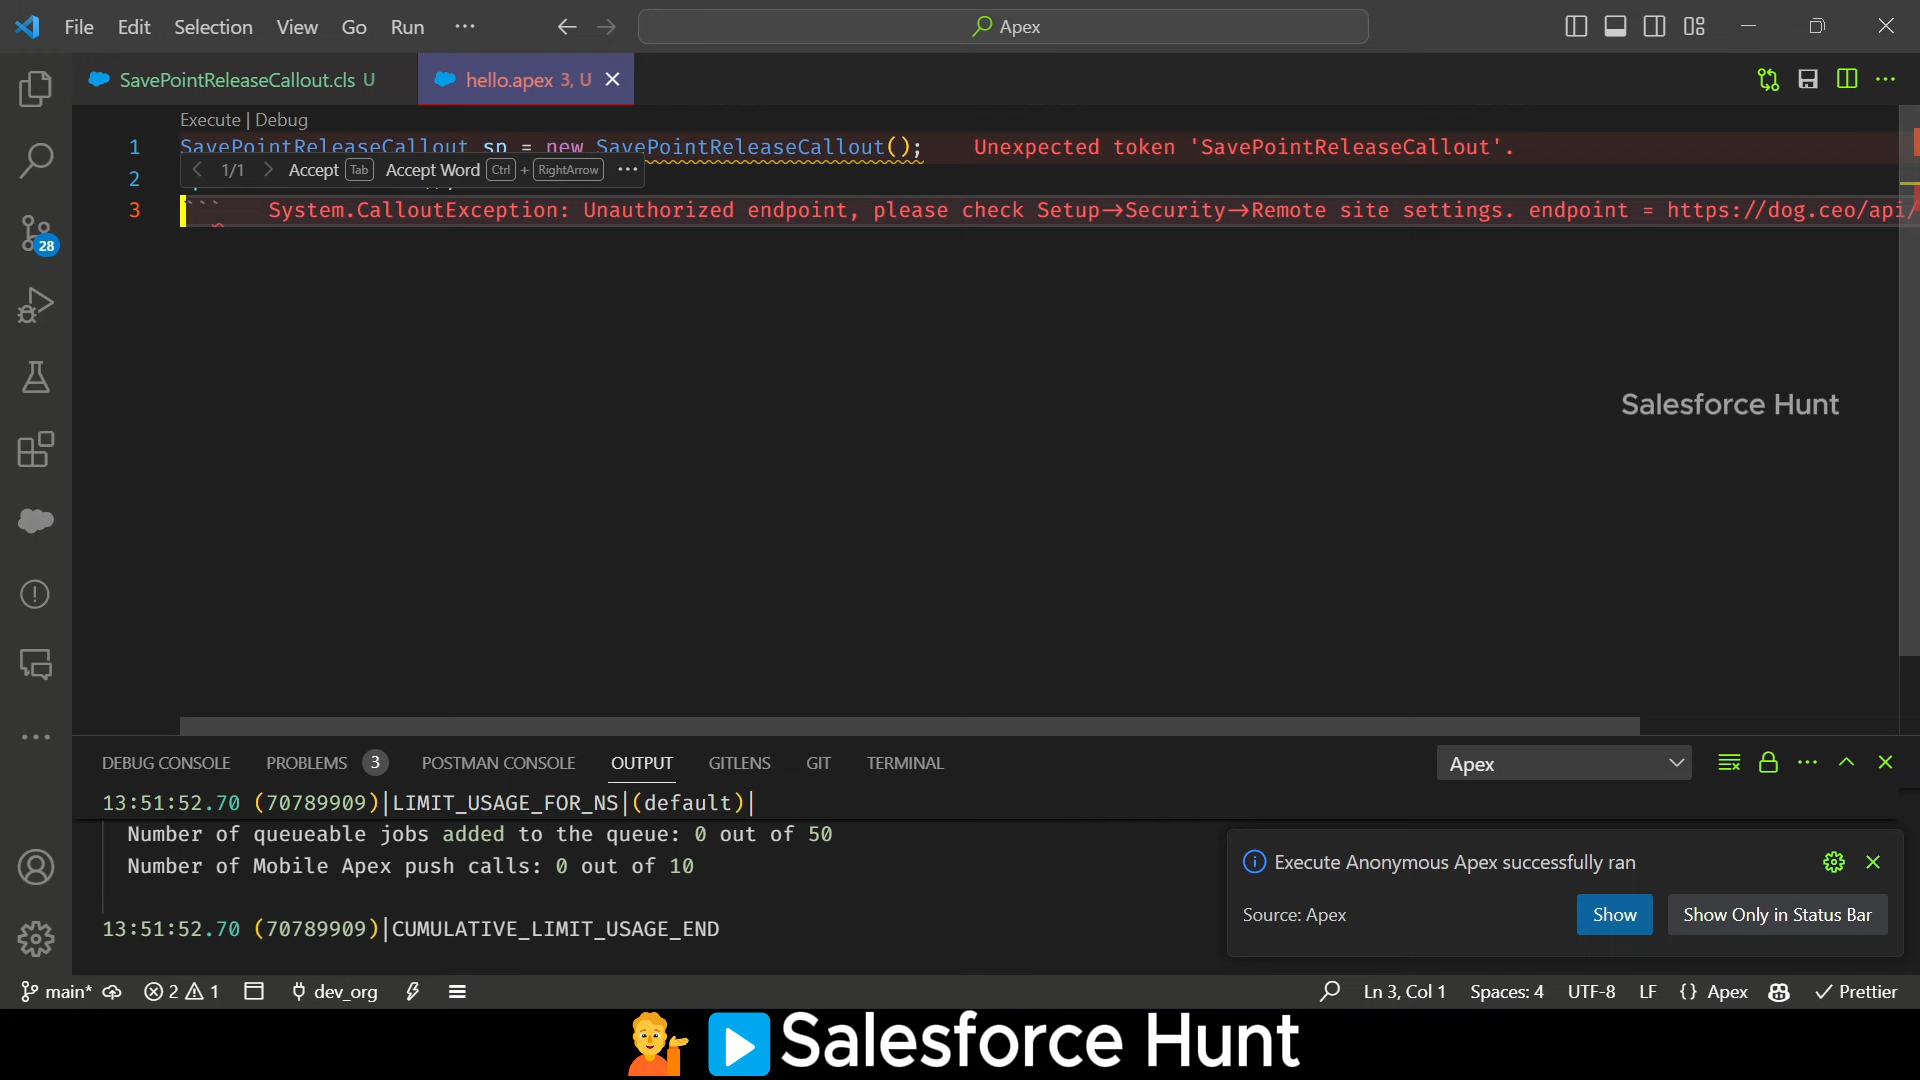 File Edit Selection View Go Run ···
Apex
SavePointReleaseCallout.cls U
hello.apex 3, U
Execute | Debug
1 SavePointReleaseCallout sp = new SavePointReleaseCallout(); Unexpected token 'SavePointReleaseCallout'.
1/1 Accept Tab Accept Word Ctrl + RightArrow ···
2
3 ``` System.CalloutException: Unauthorized endpoint, please check Setup->Security->Remote site settings. endpoint = https://dog.ceo/api/
28
Salesforce Hunt
DEBUG CONSOLE PROBLEMS 3 POSTMAN CONSOLE OUTPUT GITLENS GIT TERMINAL
Apex
13:51:52.70 (70789909)|LIMIT_USAGE_FOR_NS|(default)|
Number of queueable jobs added to the queue: 0 out of 50
Number of Mobile Apex push calls: 0 out of 10
13:51:52.70 (70789909)|CUMULATIVE_LIMIT_USAGE_END
Execute Anonymous Apex successfully ran
Source: Apex
Show
Show Only in Status Bar
main* 2 1 dev_org
Ln 3, Col 1 Spaces: 4 UTF-8 LF {} Apex Prettier
Salesforce Hunt